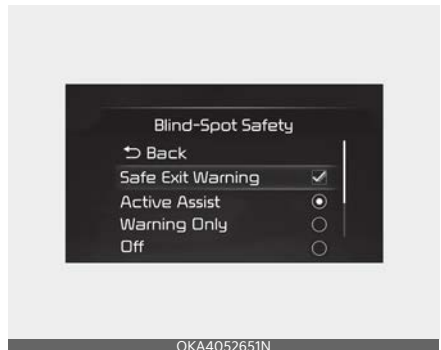 Blind-Spot Safety
Back
Safe Exit Warning
Active Assist
Warning Only
Off
OKA4052651N